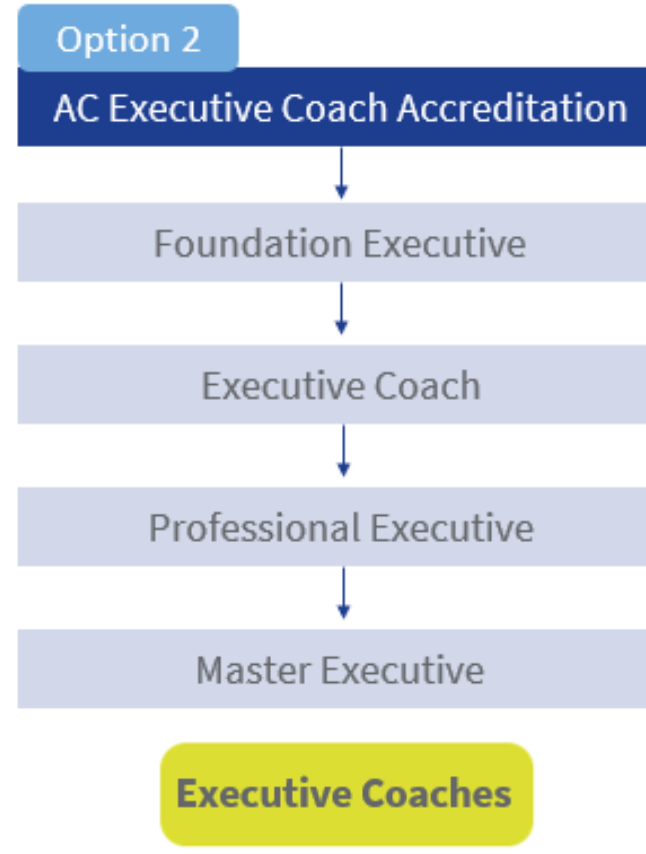 Option 2
AC Executive Coach Accreditation
Foundation Executive
Executive Coach
Professional Executive
Master Executive
Executive Coaches